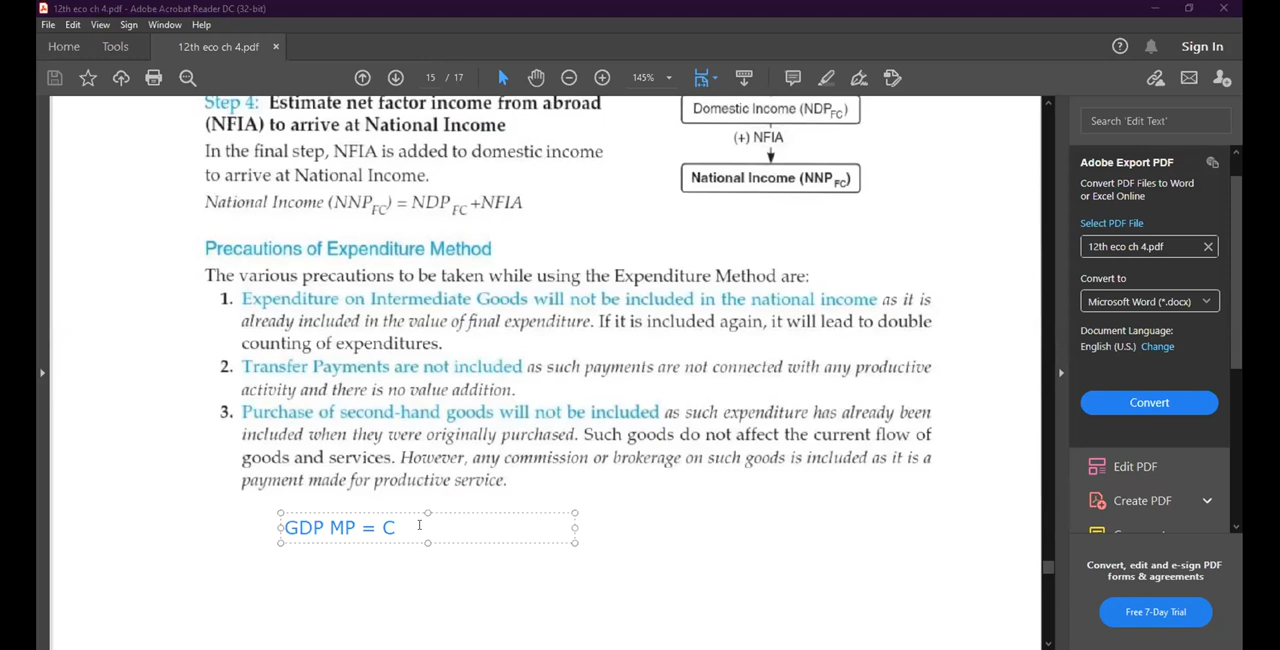 12th eco ch 4.pdf - Adobe Acrobat Reader DC (32-bit)
File Edit View Sign Window Help
Home Tools 12th eco ch 4.pdf × Sign In
15 / 17 145%
Step 4: Estimate net factor income from abroad
(NFIA) to arrive at National Income
In the final step, NFIA is added to domestic income
to arrive at National Income.
National Income (NNP FC) = NDP FC +NFIA
Domestic Income (NDP FC)
(+) NFIA
National Income (NNP FC)
Precautions of Expenditure Method
The various precautions to be taken while using the Expenditure Method are:
1. Expenditure on Intermediate Goods will not be included in the national income as it is
already included in the value of final expenditure. If it is included again, it will lead to double
counting of expenditures.
2. Transfer Payments are not included as such payments are not connected with any productive
activity and there is no value addition.
3. Purchase of second-hand goods will not be included as such expenditure has already been
included when they were originally purchased. Such goods do not affect the current flow of
goods and services. However, any commission or brokerage on such goods is included as it is a
payment made for productive service.
GDP MP = C
Search 'Edit Text'
Adobe Export PDF
Convert PDF Files to Word
or Excel Online
Select PDF File
12th eco ch 4.pdf
Convert to
Microsoft Word (*.docx)
Document Language:
English (U.S.) Change
Convert
Edit PDF
Create PDF
Convert, edit and e-sign PDF
forms & agreements
Free 7-Day Trial